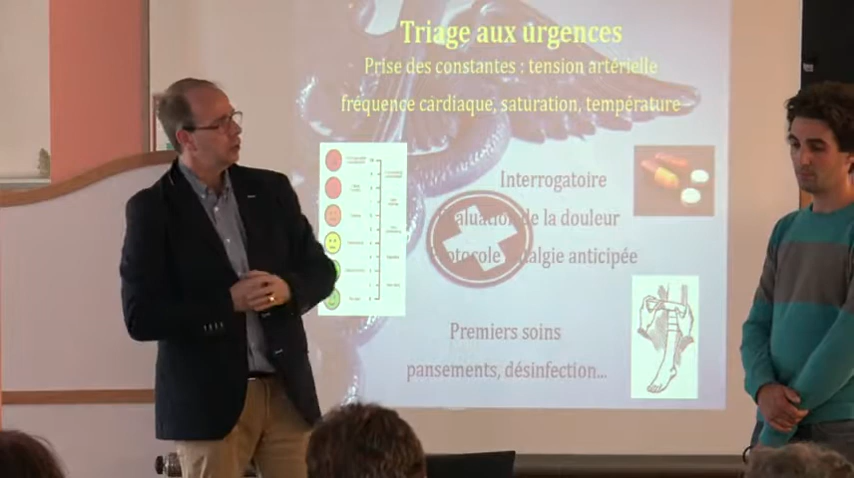 Triage aux urgences
Prise des constantes : tension artérielle
fréquence cardiaque, saturation, température
Interrogatoire
de la douleur
anticipée
Premiers soins
pansements, désinfection...